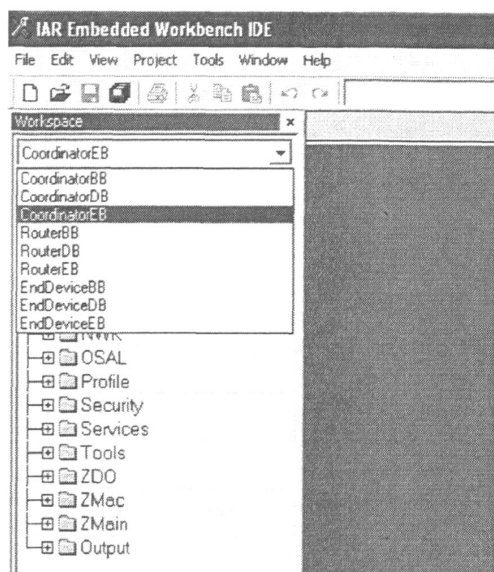 IAR Embedded Workbench IDE
File Edit View Project Tools Window Help
Workspace
CoordinatorEB
CoordinatorBB
CoordinatorDB
CoordinatorEB
RouterBB
RouterDB
RouterEB
EndDeviceBB
EndDeviceDB
EndDeviceEB
NWK
OSAL
Profile
Security
Services
Tools
ZDO
ZMac
ZMain
Output